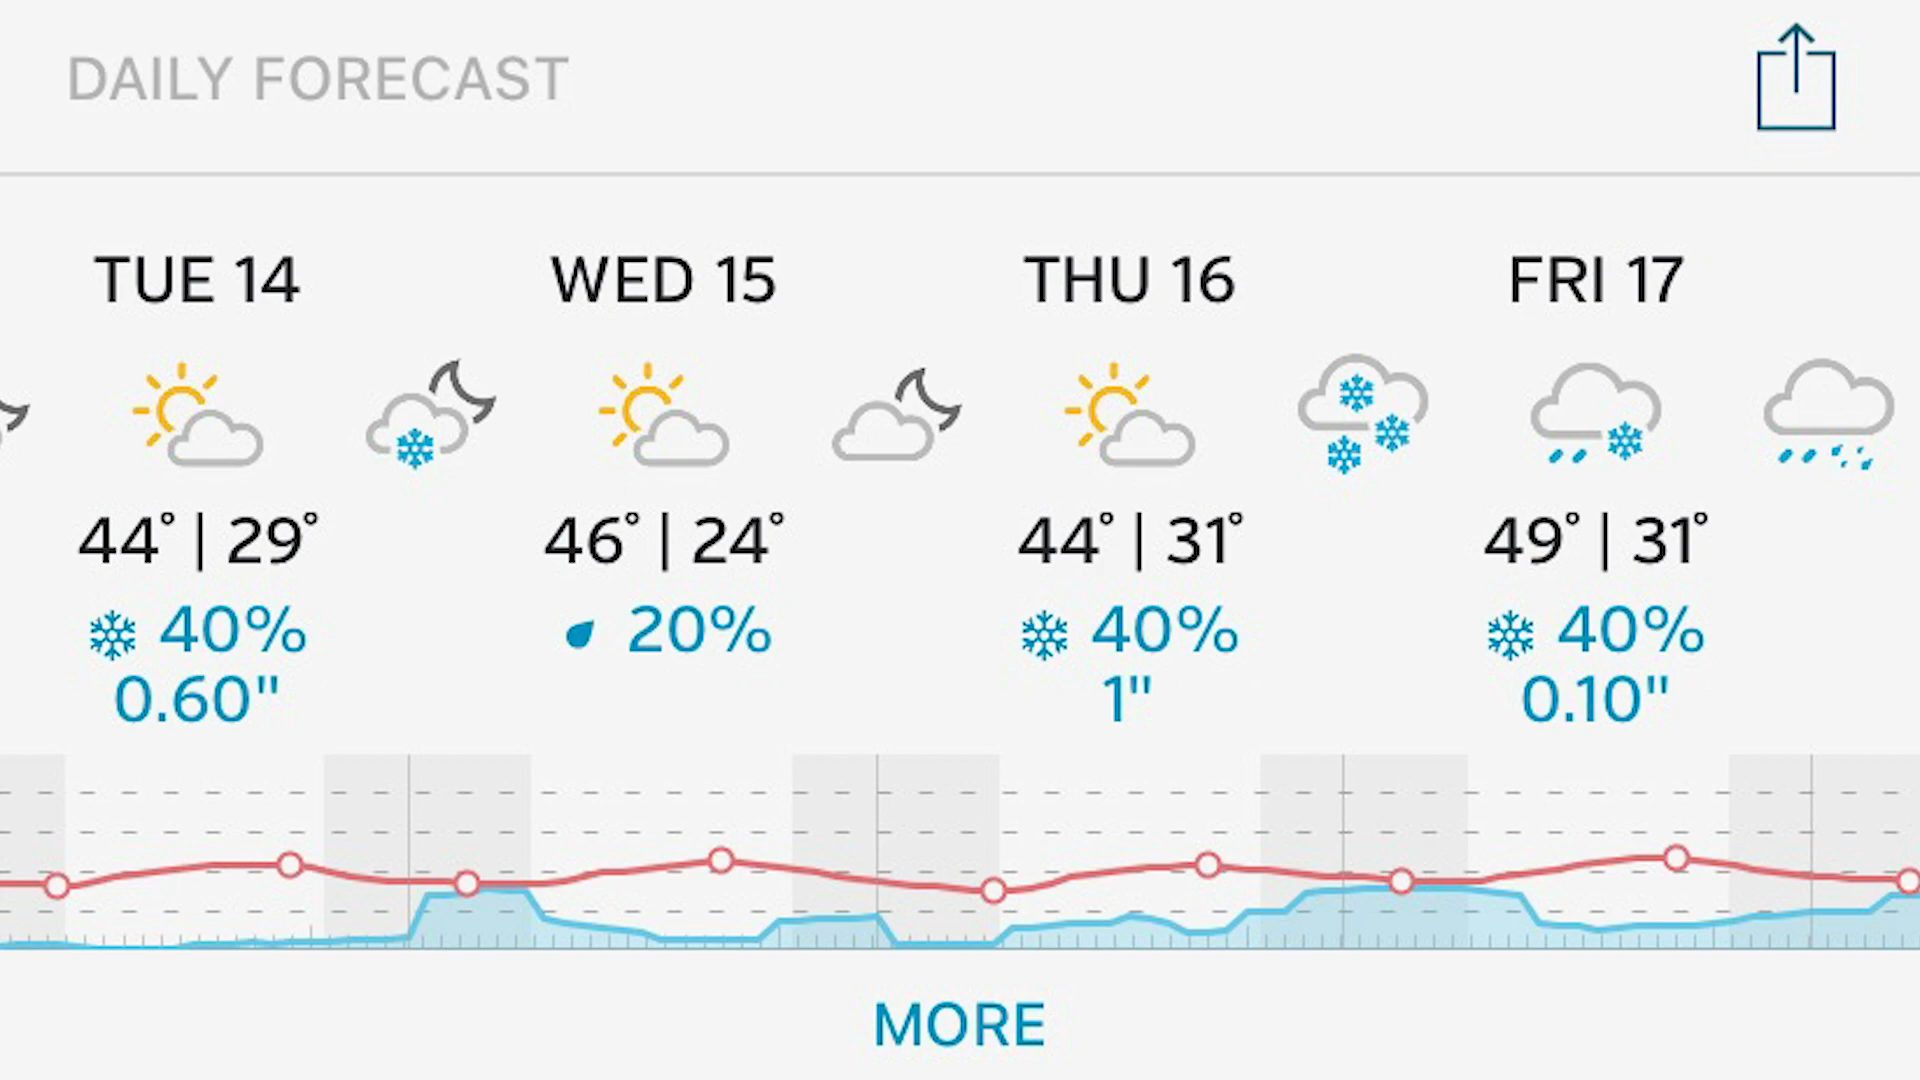 DAILY FORECAST
TUE 14 WED 15 THU 16 FRI 17
44° | 29° 46° | 24° 44° | 31° 49° | 31°
40% 20% 40% 40%
0.60" 1" 0.10"
MORE